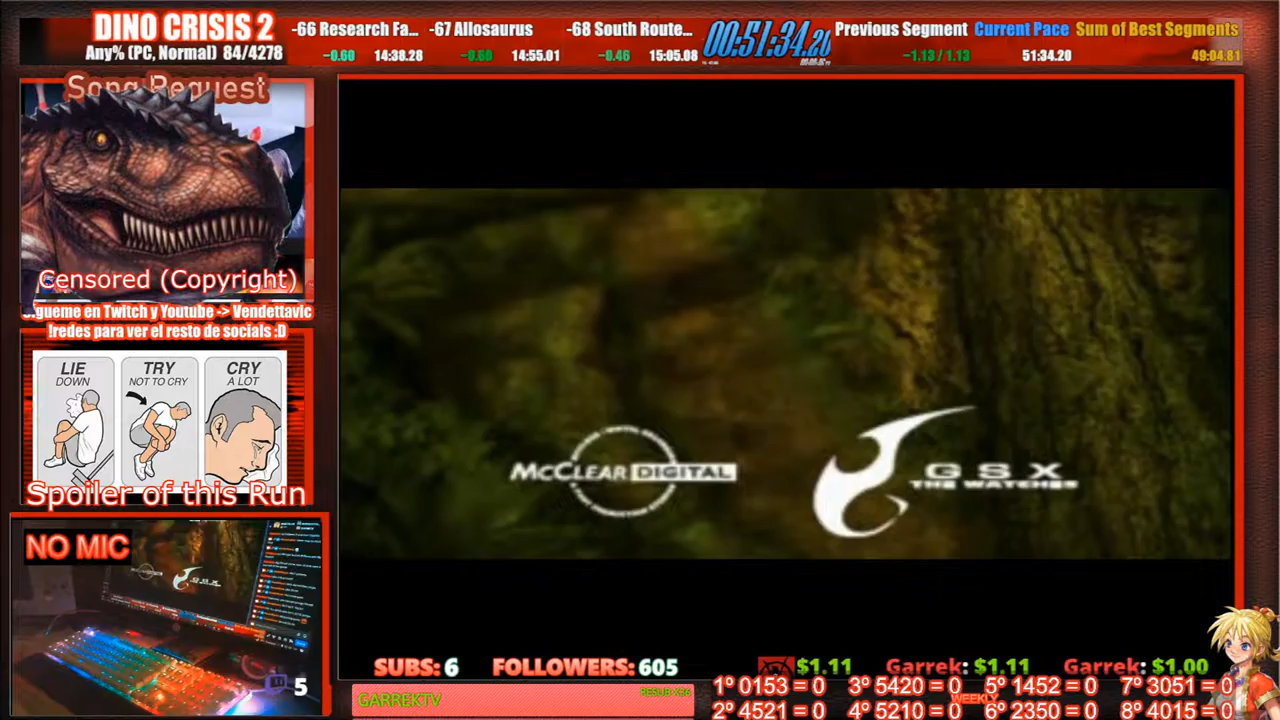 DINO CRISIS 2
Any% (PC, Normal) 84/4278
-66 Research Fa... -67 Allosaurus -68 South Route...
−0.60 14:38.28 −0.60 14:55.01 −0.46 15:05.08
00:51:34.20
Previous Segment Current Pace Sum of Best Segments
−1.13 / 1.13 51:34.20 49:04.81
Song Request
Censored (Copyright)
Sigueme en Twitch y Youtube -> Vendettavic
!redes para ver el resto de socials :D
LIE
DOWN
TRY
NOT TO CRY
CRY
A LOT
Spoiler of this Run
NO MIC
5
McCLEAR DIGITAL
GSX
THE WATCHES
SUBS: 6 FOLLOWERS: 605
$1.11 Garrek: $1.11 Garrek: $1.00
GARREKTV
RESUB X36
1º 0153 = 0 3º 5420 = 0 5º 1452 = 0 7º 3051 = 0
WEEKLY
2º 4521 = 0 4º 5210 = 0 6º 2350 = 0 8º 4015 = 0